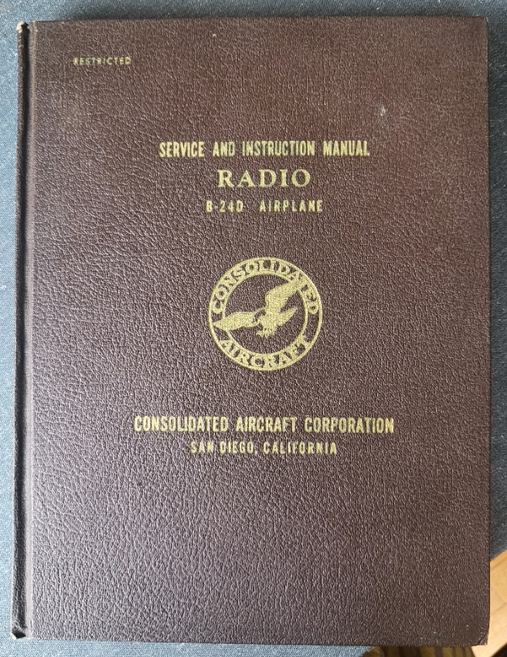 RESTRICTED
SERVICE AND INSTRUCTION MANUAL
RADIO
B-24D AIRPLANE
CONSOLIDATED
AIRCRAFT
CONSOLIDATED AIRCRAFT CORPORATION
SAN DIEGO, CALIFORNIA